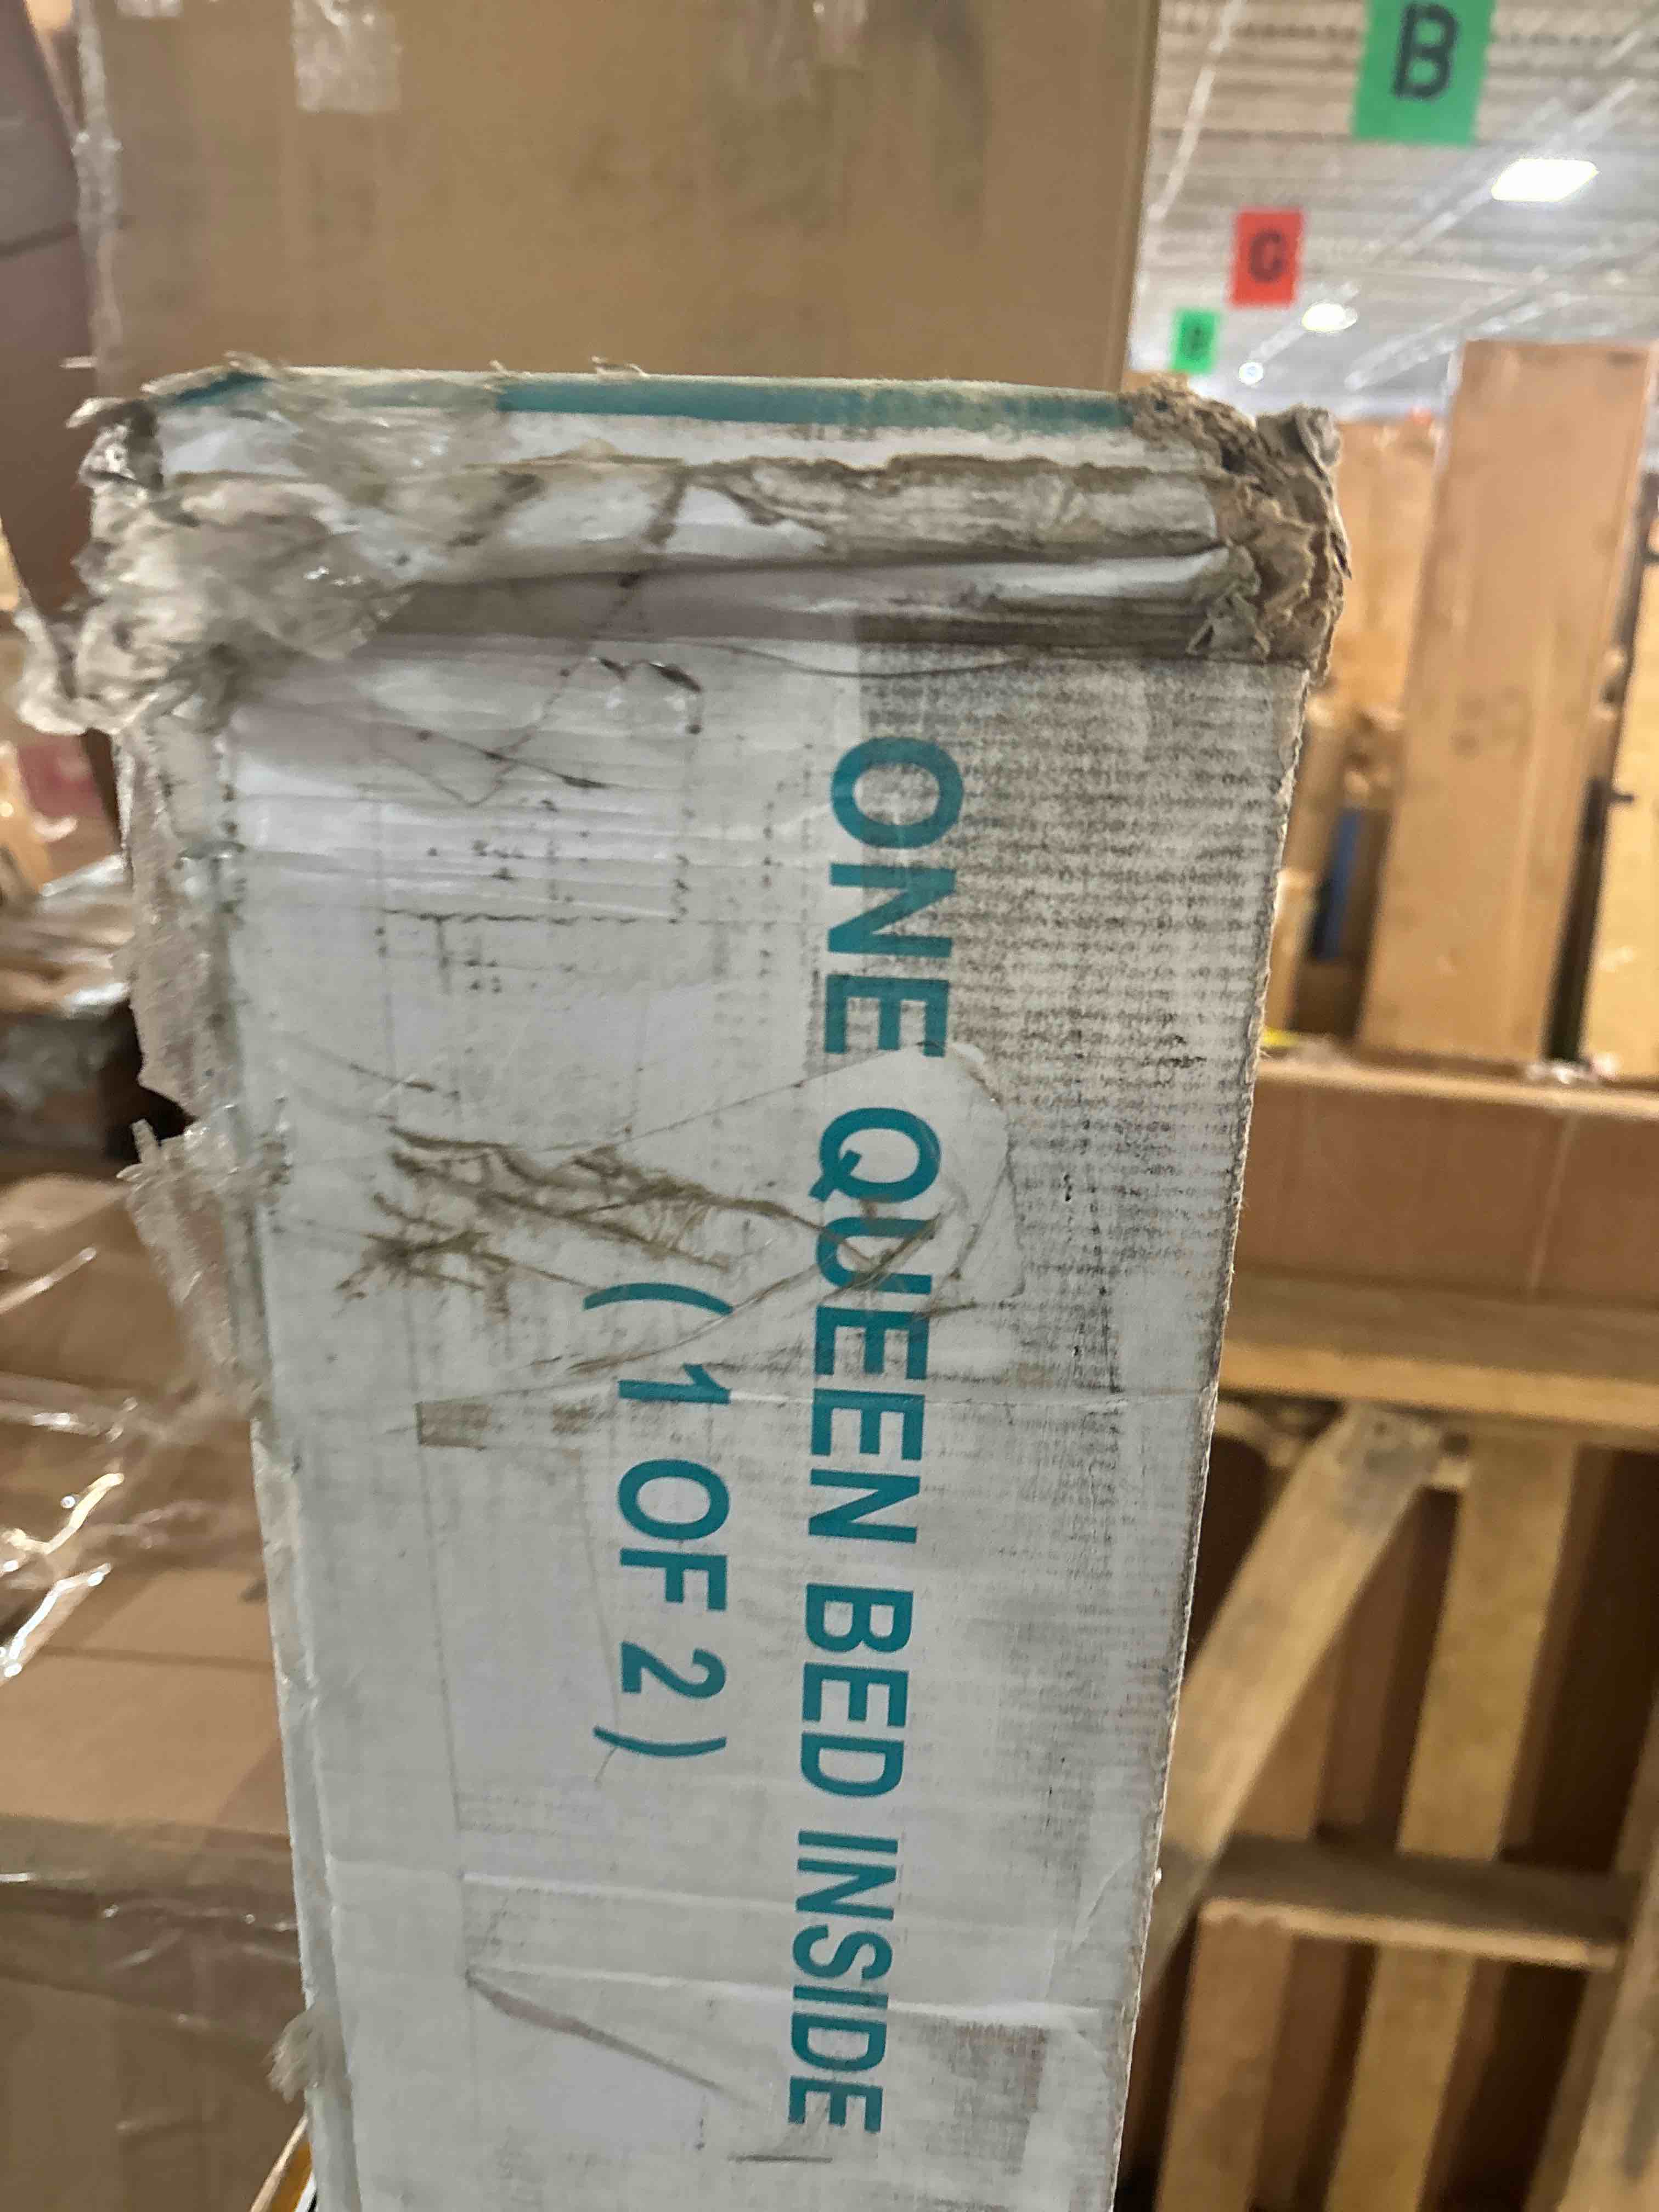 B
G
B
ONE QUEEN BED INSIDE
(1 OF 2)